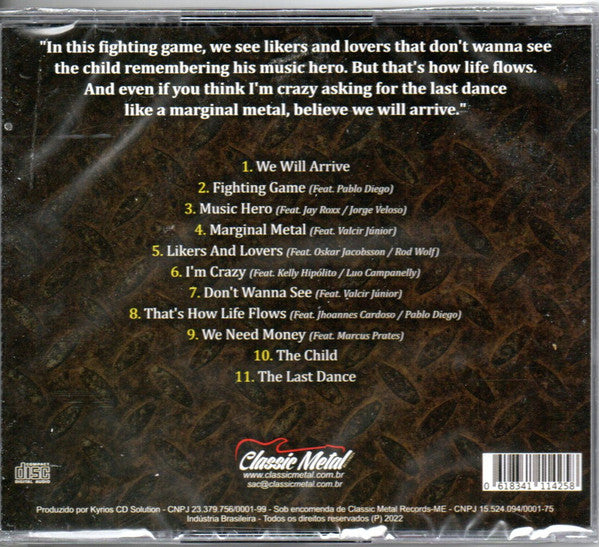 "In this fighting game, we see likers and lovers that don't wanna see
the child remembering his music hero. But that's how life flows.
And even if you think I'm crazy asking for the last dance
like a marginal metal, believe we will arrive."
1. We Will Arrive
2. Fighting Game (Feat. Pablo Diego)
3. Music Hero (Feat. Jay Roxx / Jorge Veloso)
4. Marginal Metal (Feat. Valcir Júnior)
5. Likers And Lovers (Feat. Oskar Jacobsson / Rod Wolf)
6. I'm Crazy (Feat. Kelly Hipólito / Luo Campanelly)
7. Don't Wanna See (Feat. Valcir Júnior)
8. That's How Life Flows (Feat. Jhoannes Cardoso / Pablo Diego)
9. We Need Money (Feat. Marcus Prates)
10. The Child
11. The Last Dance
Classic Metal
www.classicmetal.com.br
sac@classicmetal.com.br
COMPACT
disc
DIGITAL AUDIO
0 618341 114258
Produzido por Kyrios CD Solution - CNPJ 23.379.756/0001-99 - Sob encomenda de Classic Metal Records-ME - CNPJ 15.524.094/0001-75
Indústria Brasileira - Todos os direitos reservados (P) 2022